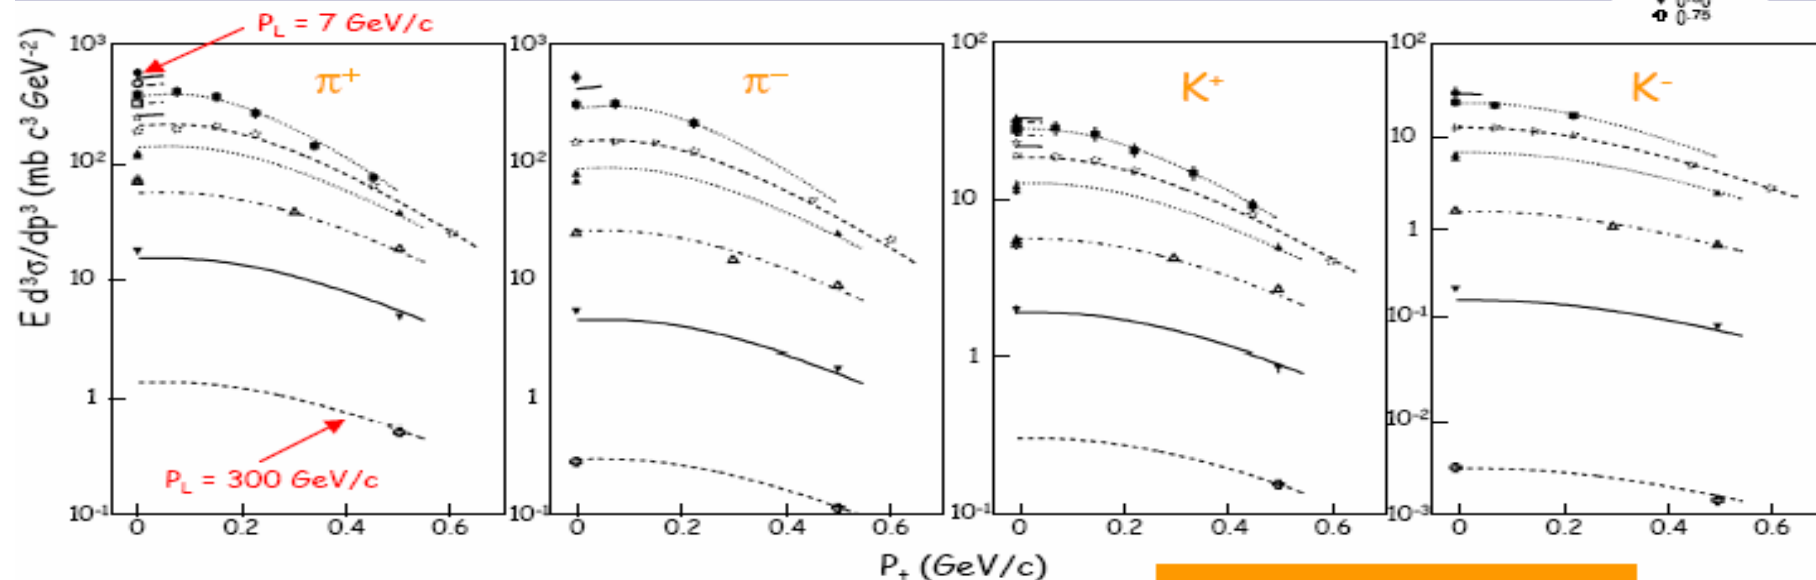 P_L = 7 GeV/c
0.75
E d³σ/dp³ (mb c³ GeV⁻²)
10³
10²
10
1
10⁻¹
π⁺
P_L = 300 GeV/c
0 0.2 0.4 0.6
10³
10²
10
1
10⁻¹
π⁻
0 0.2 0.4 0.6
10²
10
1
10⁻¹
K⁺
0 0.2 0.4 0.6
10²
10
1
10⁻¹
10⁻²
10⁻³
K⁻
0 0.2 0.4 0.6
P_t (GeV/c)